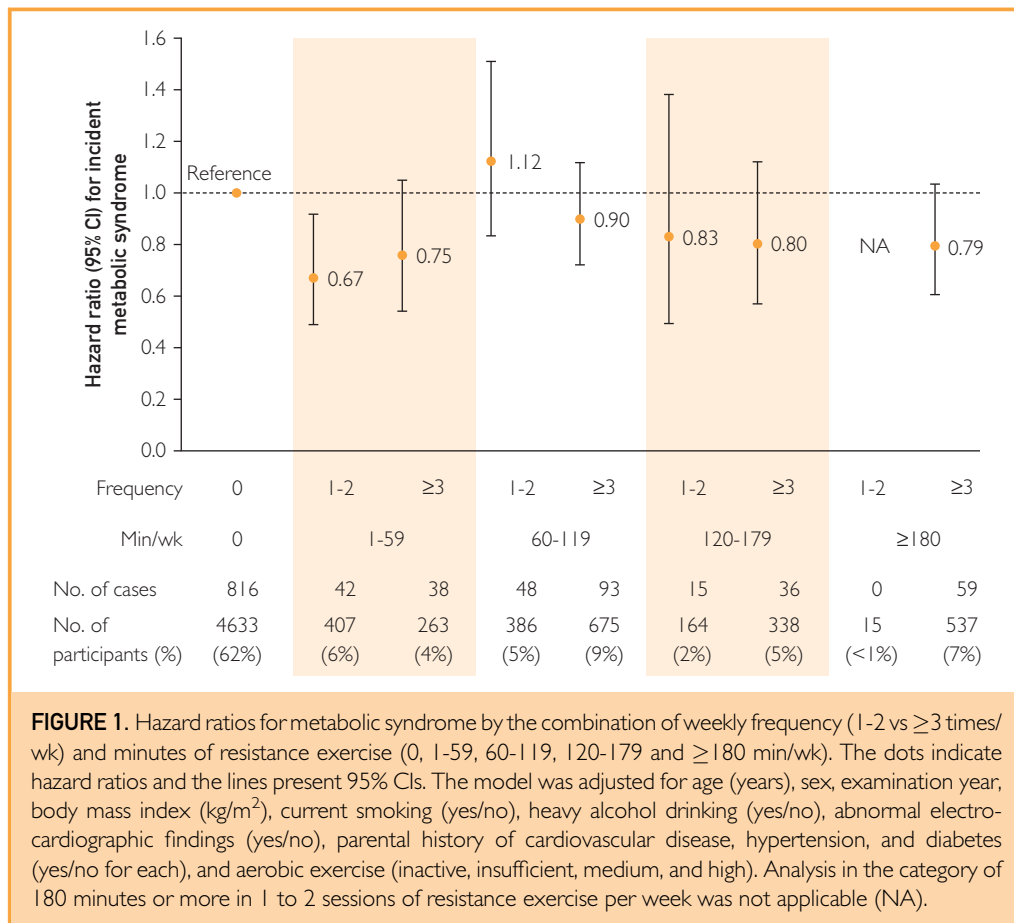 Hazard ratio (95% CI) for incident
metabolic syndrome
1.6
1.4
1.2
1.0
0.8
0.6
0.4
0.2
0.0
Reference
0.67
0.75
1.12
0.90
0.83
0.80
NA
0.79
Frequency 0 1-2 ≥3 1-2 ≥3 1-2 ≥3 1-2 ≥3
Min/wk 0 1-59 60-119 120-179 ≥180
No. of cases 816 42 38 48 93 15 36 0 59
No. of 4633 407 263 386 675 164 338 15 537
participants (%) (62%) (6%) (4%) (5%) (9%) (2%) (5%) (<1%) (7%)
FIGURE 1. Hazard ratios for metabolic syndrome by the combination of weekly frequency (1-2 vs ≥3 times/
wk) and minutes of resistance exercise (0, 1-59, 60-119, 120-179 and ≥180 min/wk). The dots indicate
hazard ratios and the lines present 95% CIs. The model was adjusted for age (years), sex, examination year,
body mass index (kg/m²), current smoking (yes/no), heavy alcohol drinking (yes/no), abnormal electro-
cardiographic findings (yes/no), parental history of cardiovascular disease, hypertension, and diabetes
(yes/no for each), and aerobic exercise (inactive, insufficient, medium, and high). Analysis in the category of
180 minutes or more in 1 to 2 sessions of resistance exercise per week was not applicable (NA).